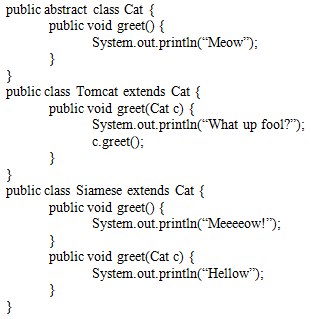 public abstract class Cat {
public void greet() {
System.out.println(“Meow”);
}
}
public class Tomcat extends Cat {
public void greet(Cat c) {
System.out.println(“What up fool?”);
c.greet();
}
}
public class Siamese extends Cat {
public void greet() {
System.out.println(“Meeeeow!”);
}
public void greet(Cat c) {
System.out.println(“Hellow”);
}
}